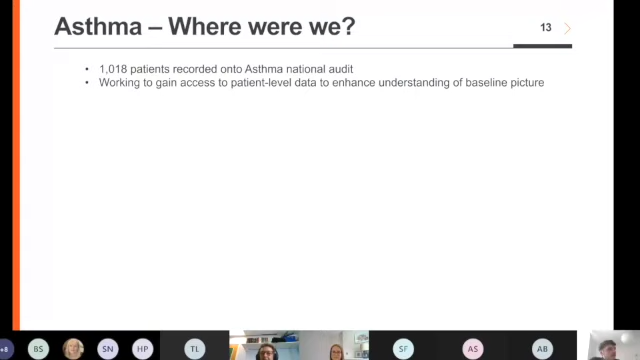 Asthma – Where were we?
13
• 1,018 patients recorded onto Asthma national audit
• Working to gain access to patient-level data to enhance understanding of baseline picture
+8
BS
SN
HP
TL
SF
AS
AB